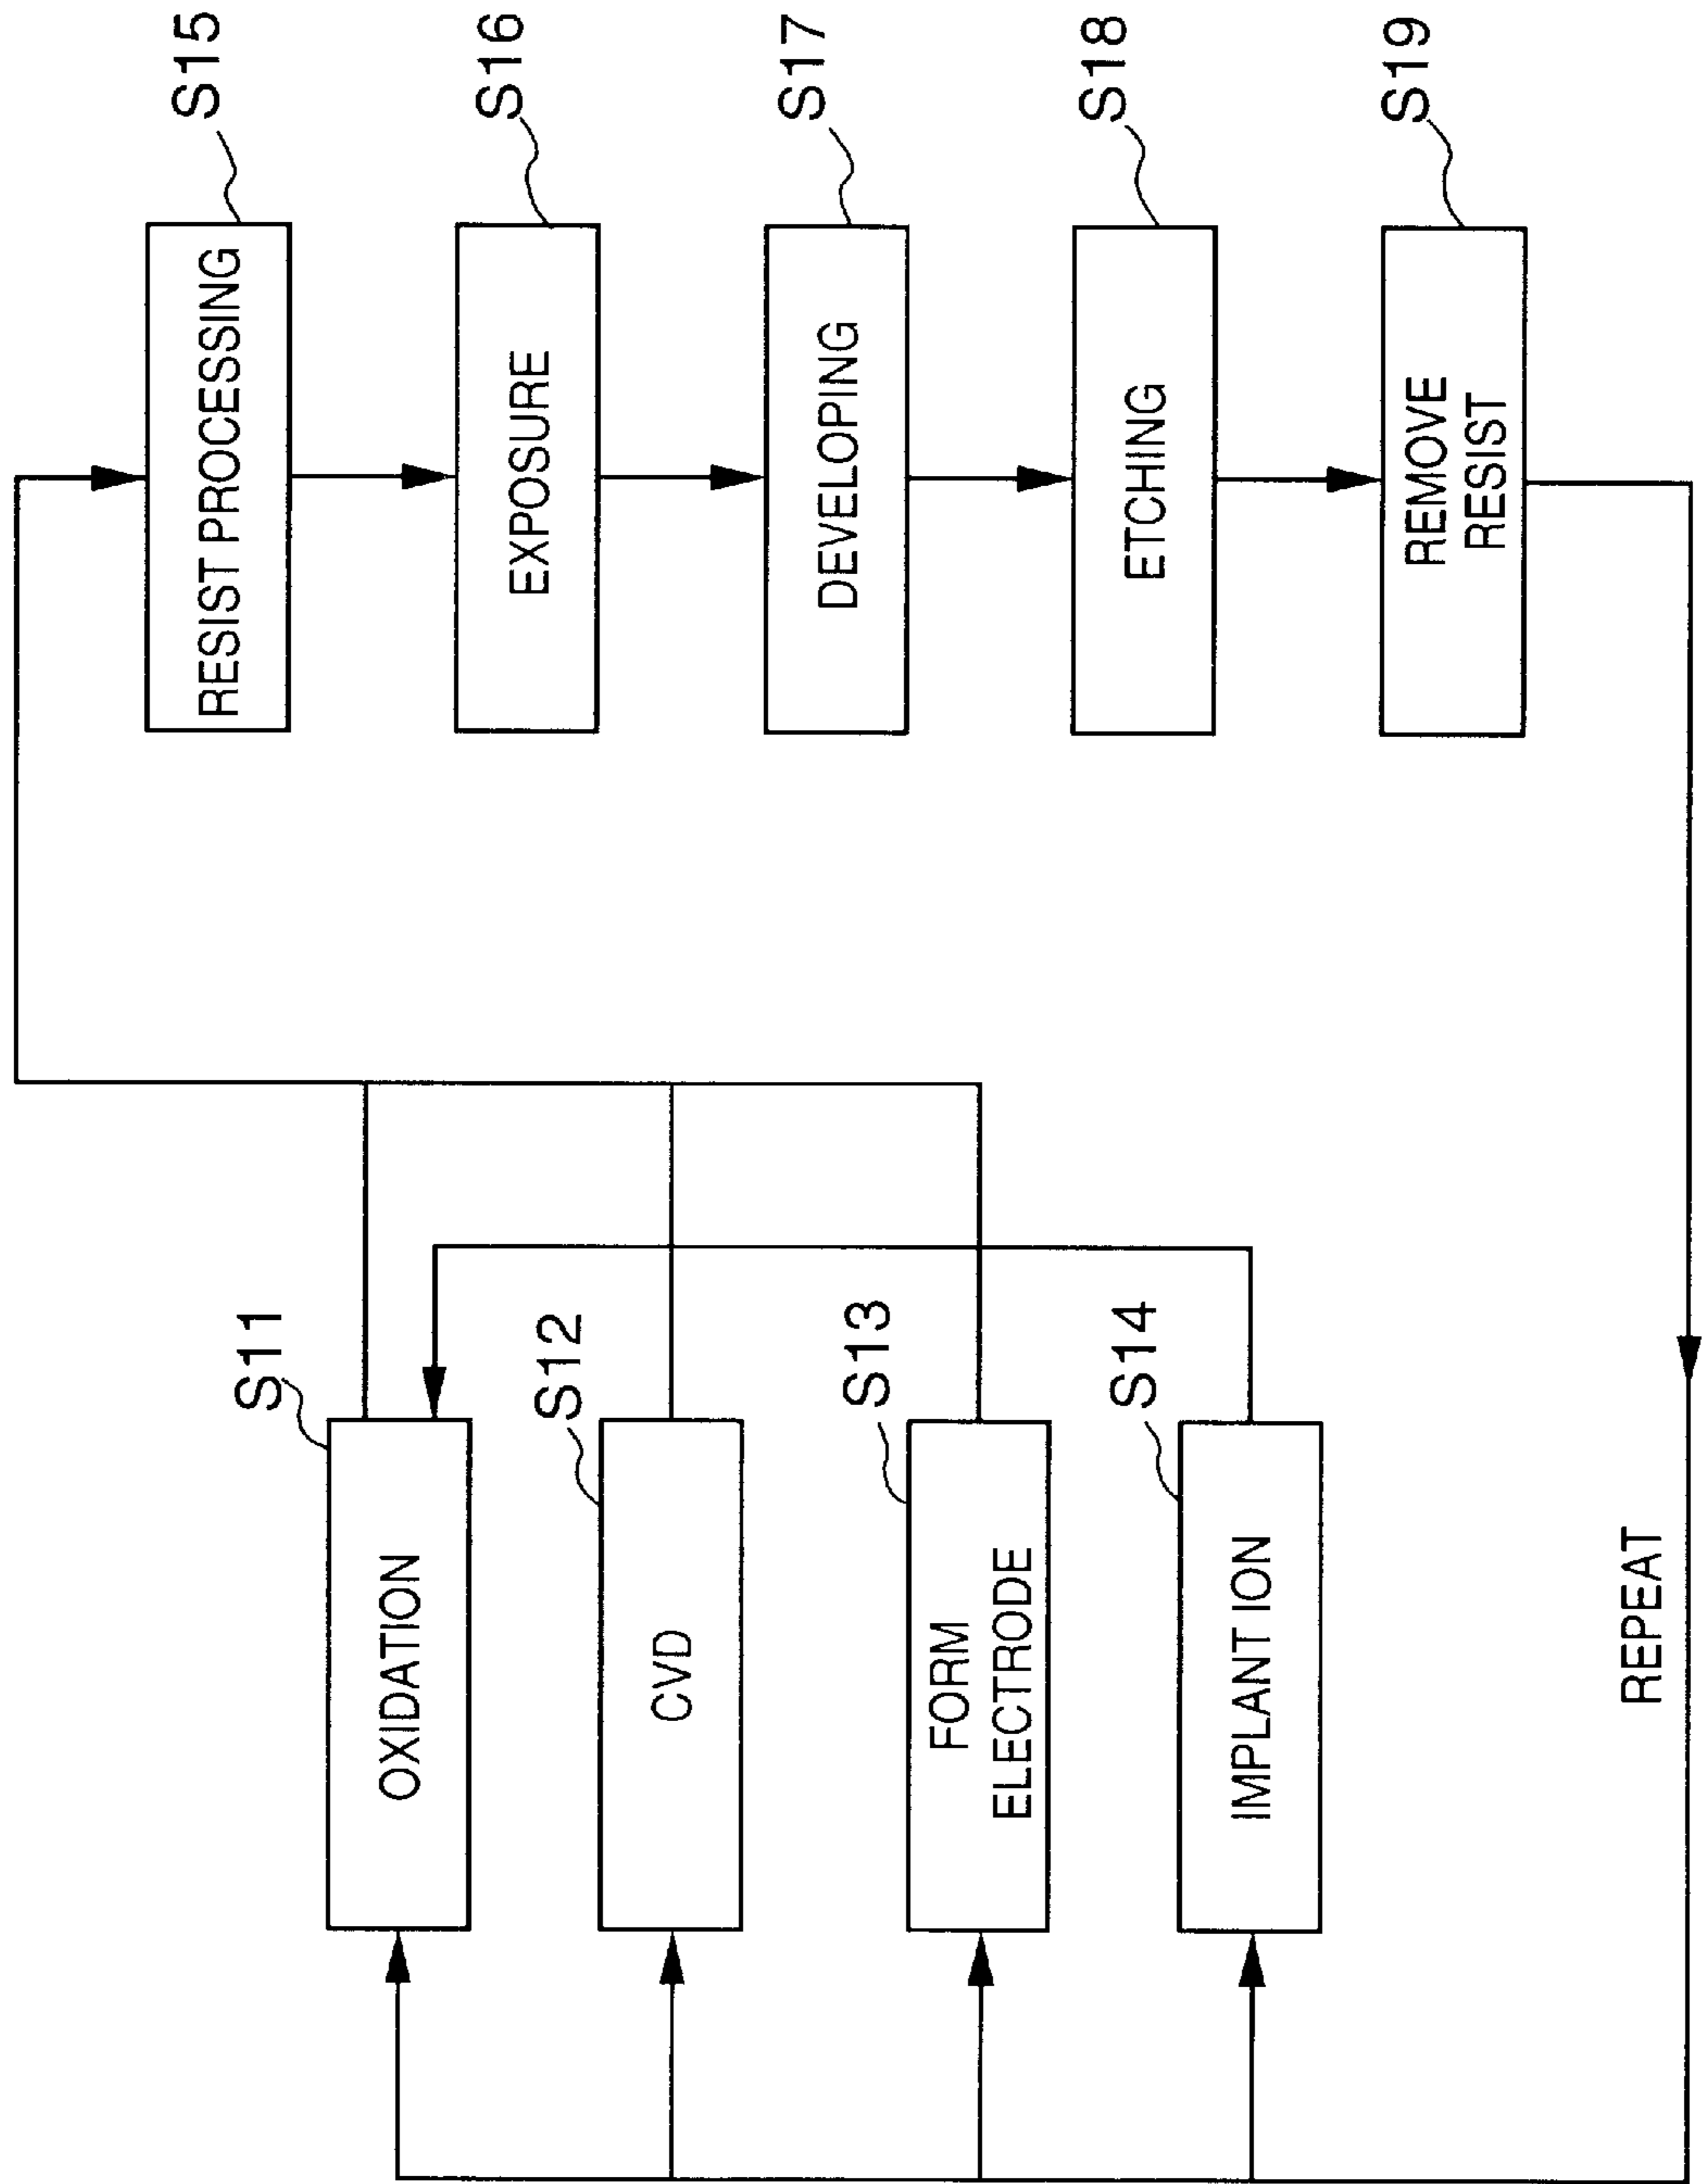 S11
OXIDATION
S12
CVD
S13
FORM
ELECTRODE
S14
IMPLANT ION
REPEAT
S15
RESIST PROCESSING
S16
EXPOSURE
S17
DEVELOPING
S18
ETCHING
S19
REMOVE
RESIST